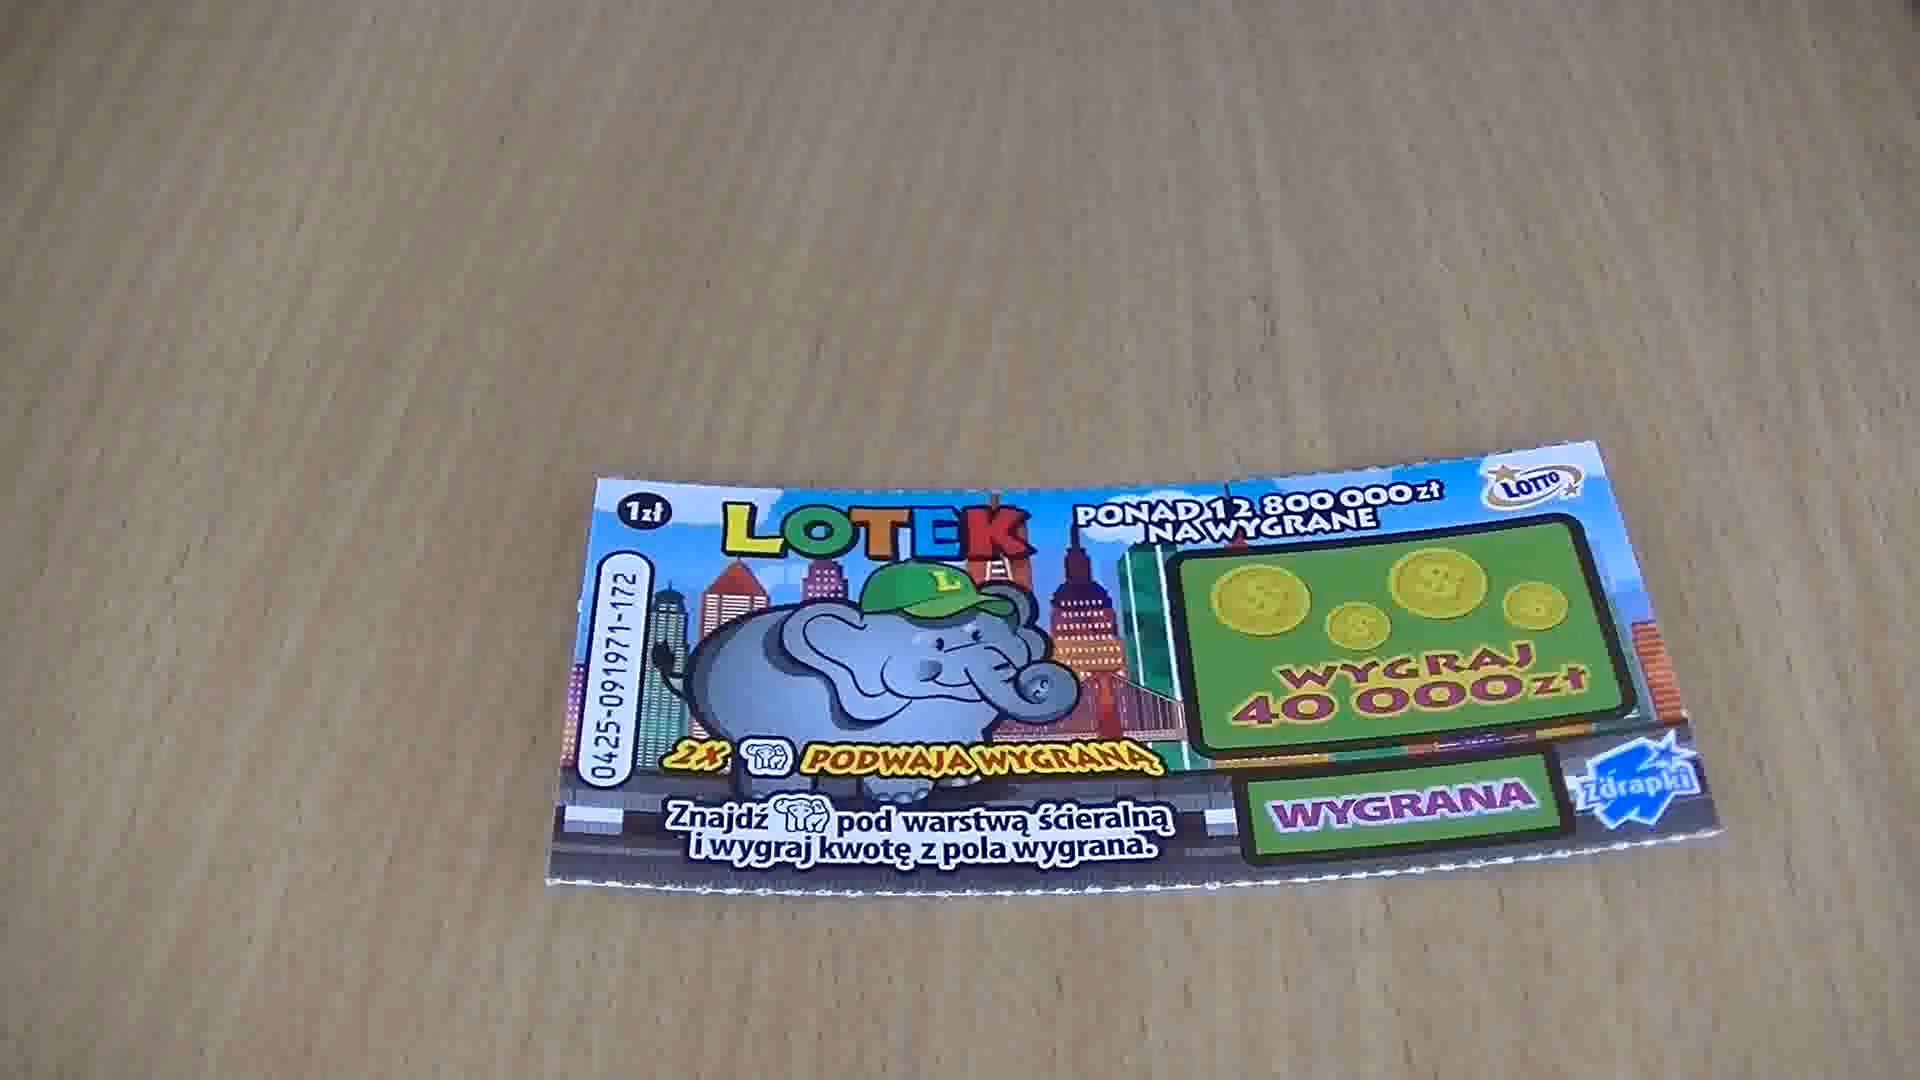 1zł
LOTEK
PONAD 12 800 000 zł
NA WYGRANE
LOTTO
0425-091971-172
L
WYGRAJ
40 000 zł
2X PODWAJA WYGRANĄ
Znajdź pod warstwą ścieralną
i wygraj kwotę z pola wygrana.
WYGRANA
Zdrapki